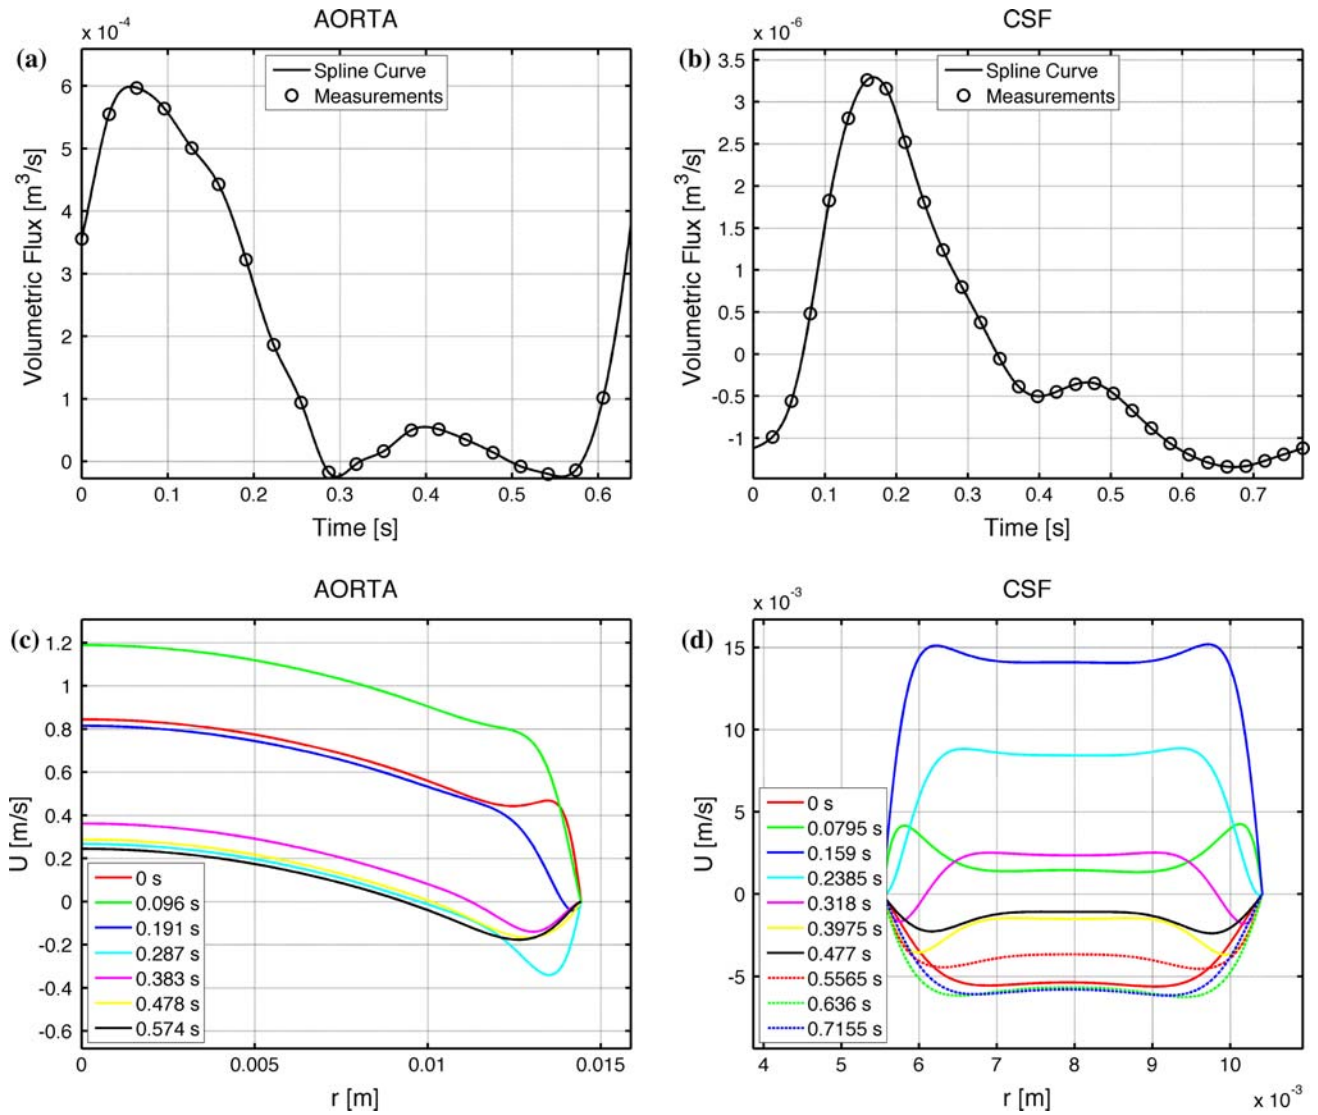 AORTA
x 10-4
(a)
Spline Curve
Measurements
6
5
4
3
2
1
0
Volumetric Flux [m3/s]
0 0.1 0.2 0.3 0.4 0.5 0.6
Time [s]
CSF
x 10-6
(b)
Spline Curve
Measurements
3.5
3
2.5
2
1.5
1
0.5
0
-0.5
-1
Volumetric Flux [m3/s]
0 0.1 0.2 0.3 0.4 0.5 0.6 0.7
Time [s]
AORTA
(c)
1.2
1
0.8
0.6
0.4
0.2
0
-0.2
-0.4
-0.6
U [m/s]
0 s
0.096 s
0.191 s
0.287 s
0.383 s
0.478 s
0.574 s
0 0.005 0.01 0.015
r [m]
CSF
x 10-3
(d)
15
10
5
0
-5
U [m/s]
0 s
0.0795 s
0.159 s
0.2385 s
0.318 s
0.3975 s
0.477 s
0.5565 s
0.636 s
0.7155 s
4 5 6 7 8 9 10
r [m]
x 10-3